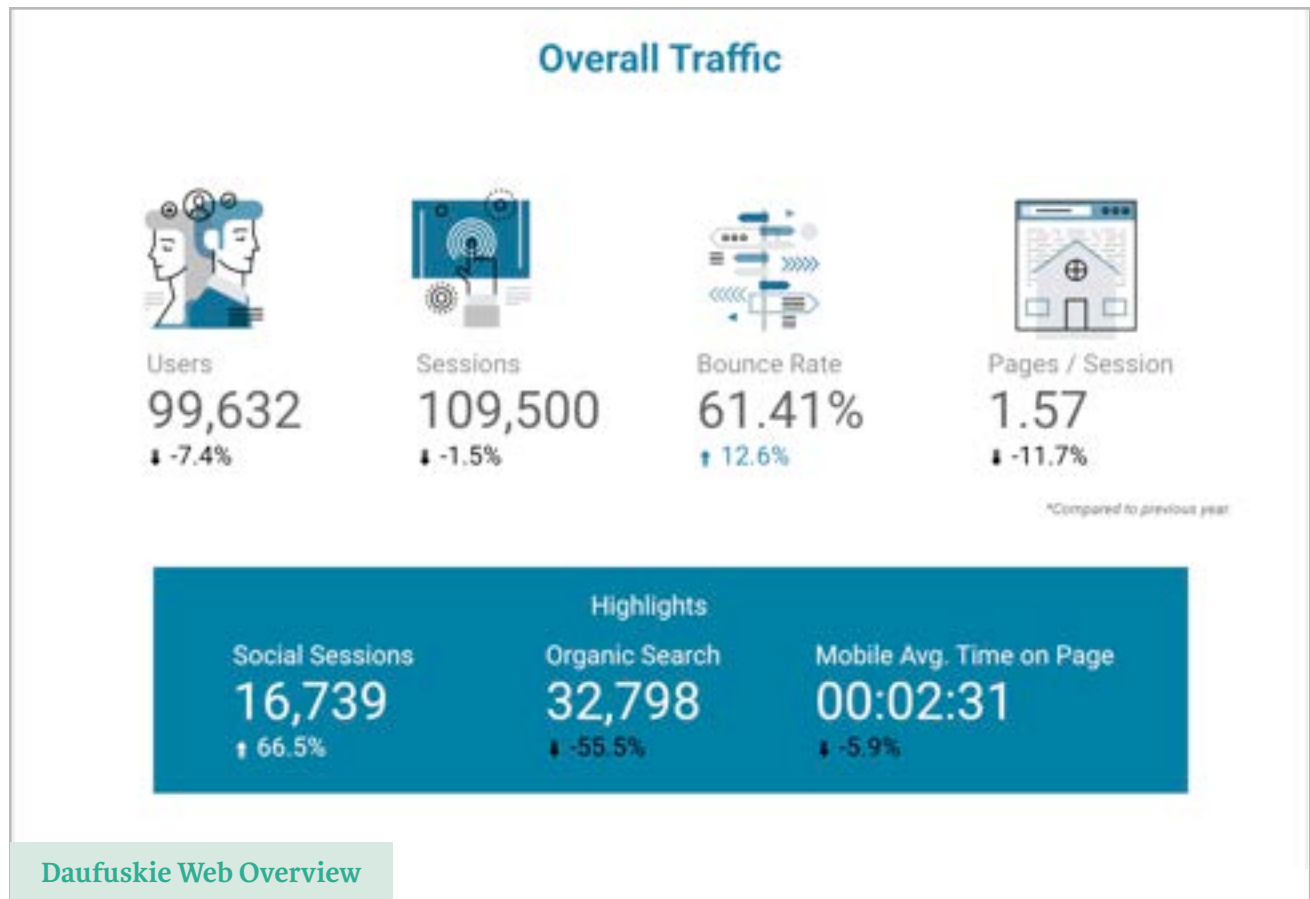 Overall Traffic
Users
99,632
-7.4%
Sessions
109,500
-1.5%
Bounce Rate
61.41%
12.6%
Pages / Session
1.57
-11.7%
*Compared to previous year
Highlights
Social Sessions
16,739
66.5%
Organic Search
32,798
-55.5%
Mobile Avg. Time on Page
00:02:31
-5.9%
Daufuskie Web Overview